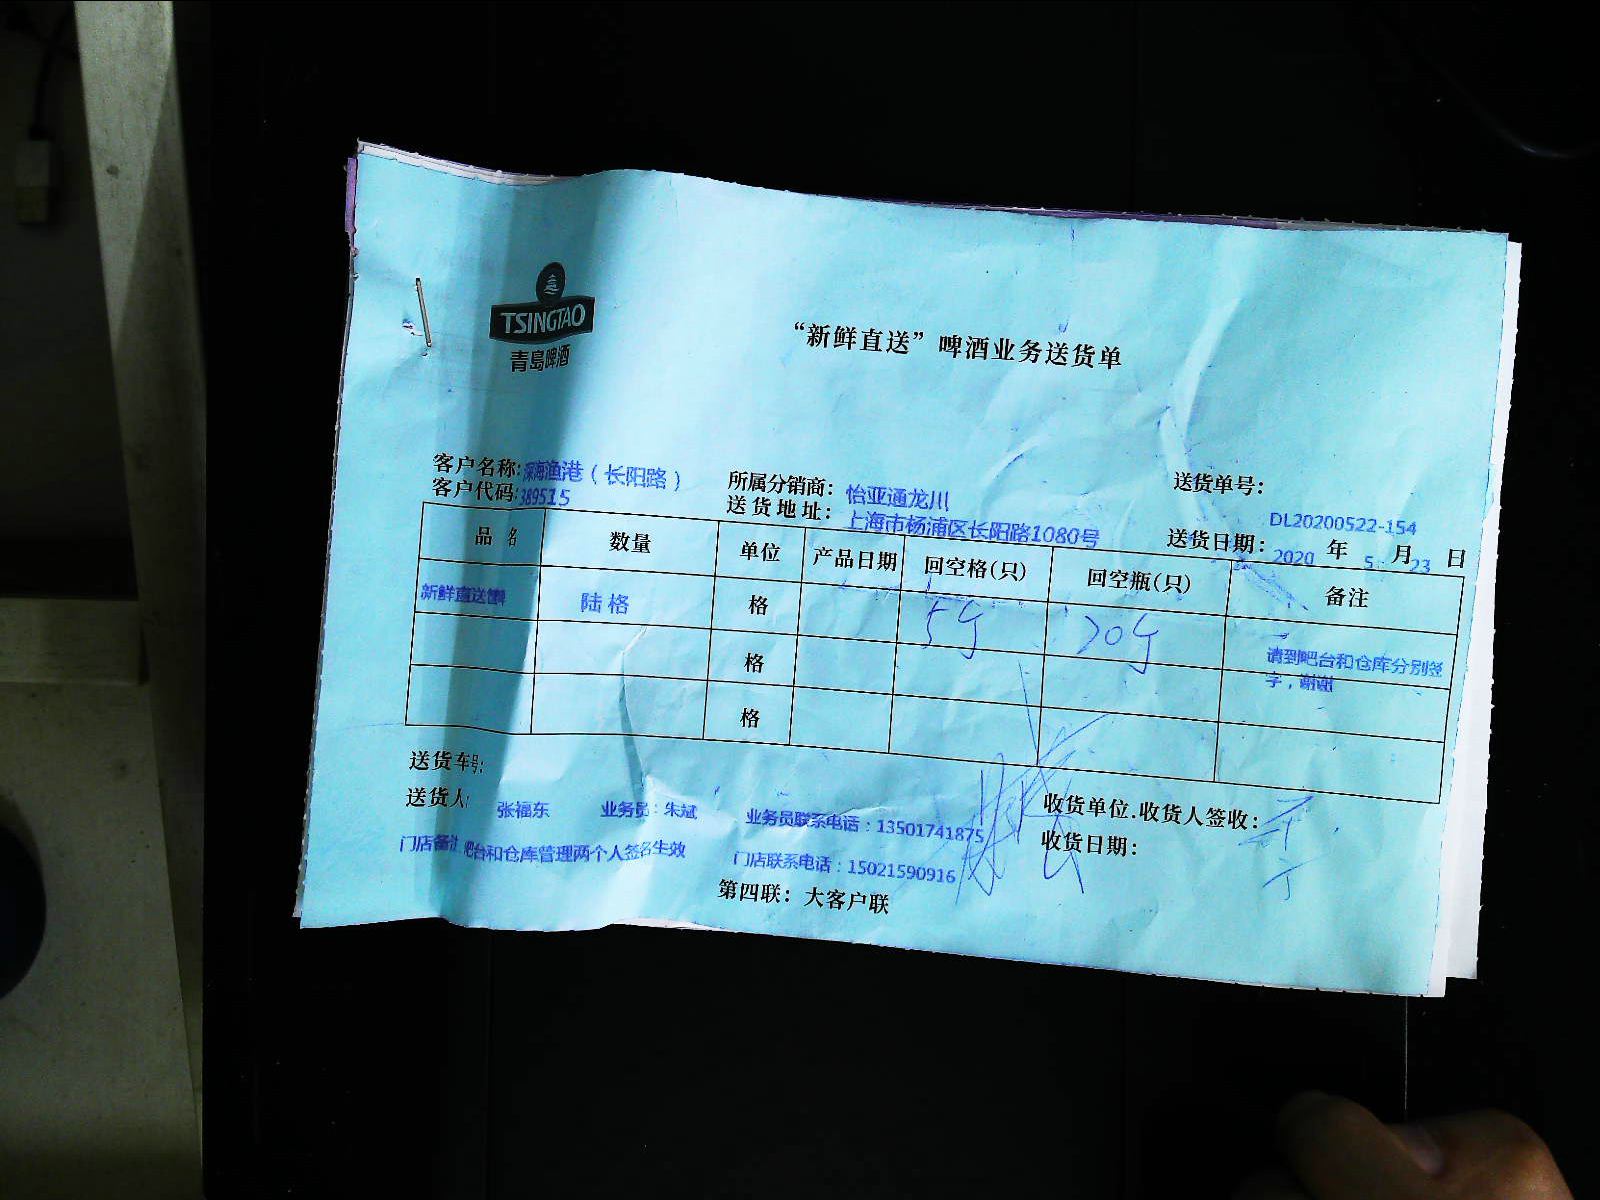 TSINGTAO
青岛啤酒
“新鲜直送”啤酒业务送货单
客户名称:深海渔港（长阳路） 所属分销商: 怡亚通龙川 送货单号: DL20200522-154
客户代码:389515 送货地址: 上海市杨浦区长阳路1080号 送货日期: 2020 年 5 月 23 日
品名 数量 单位 产品日期 回空格(只) 回空瓶(只) 备注
新鲜直送 陆格 格 5个 70个 请到吧台和仓库分别签字，谢谢
格
格
送货车号:
送货人: 张福东 业务员：朱斌 业务员联系电话：13501741875 收货单位.收货人签收:
收货日期:
门店备注 吧台和仓库管理两个人签名生效 门店联系电话：15021590916
第四联：大客户联